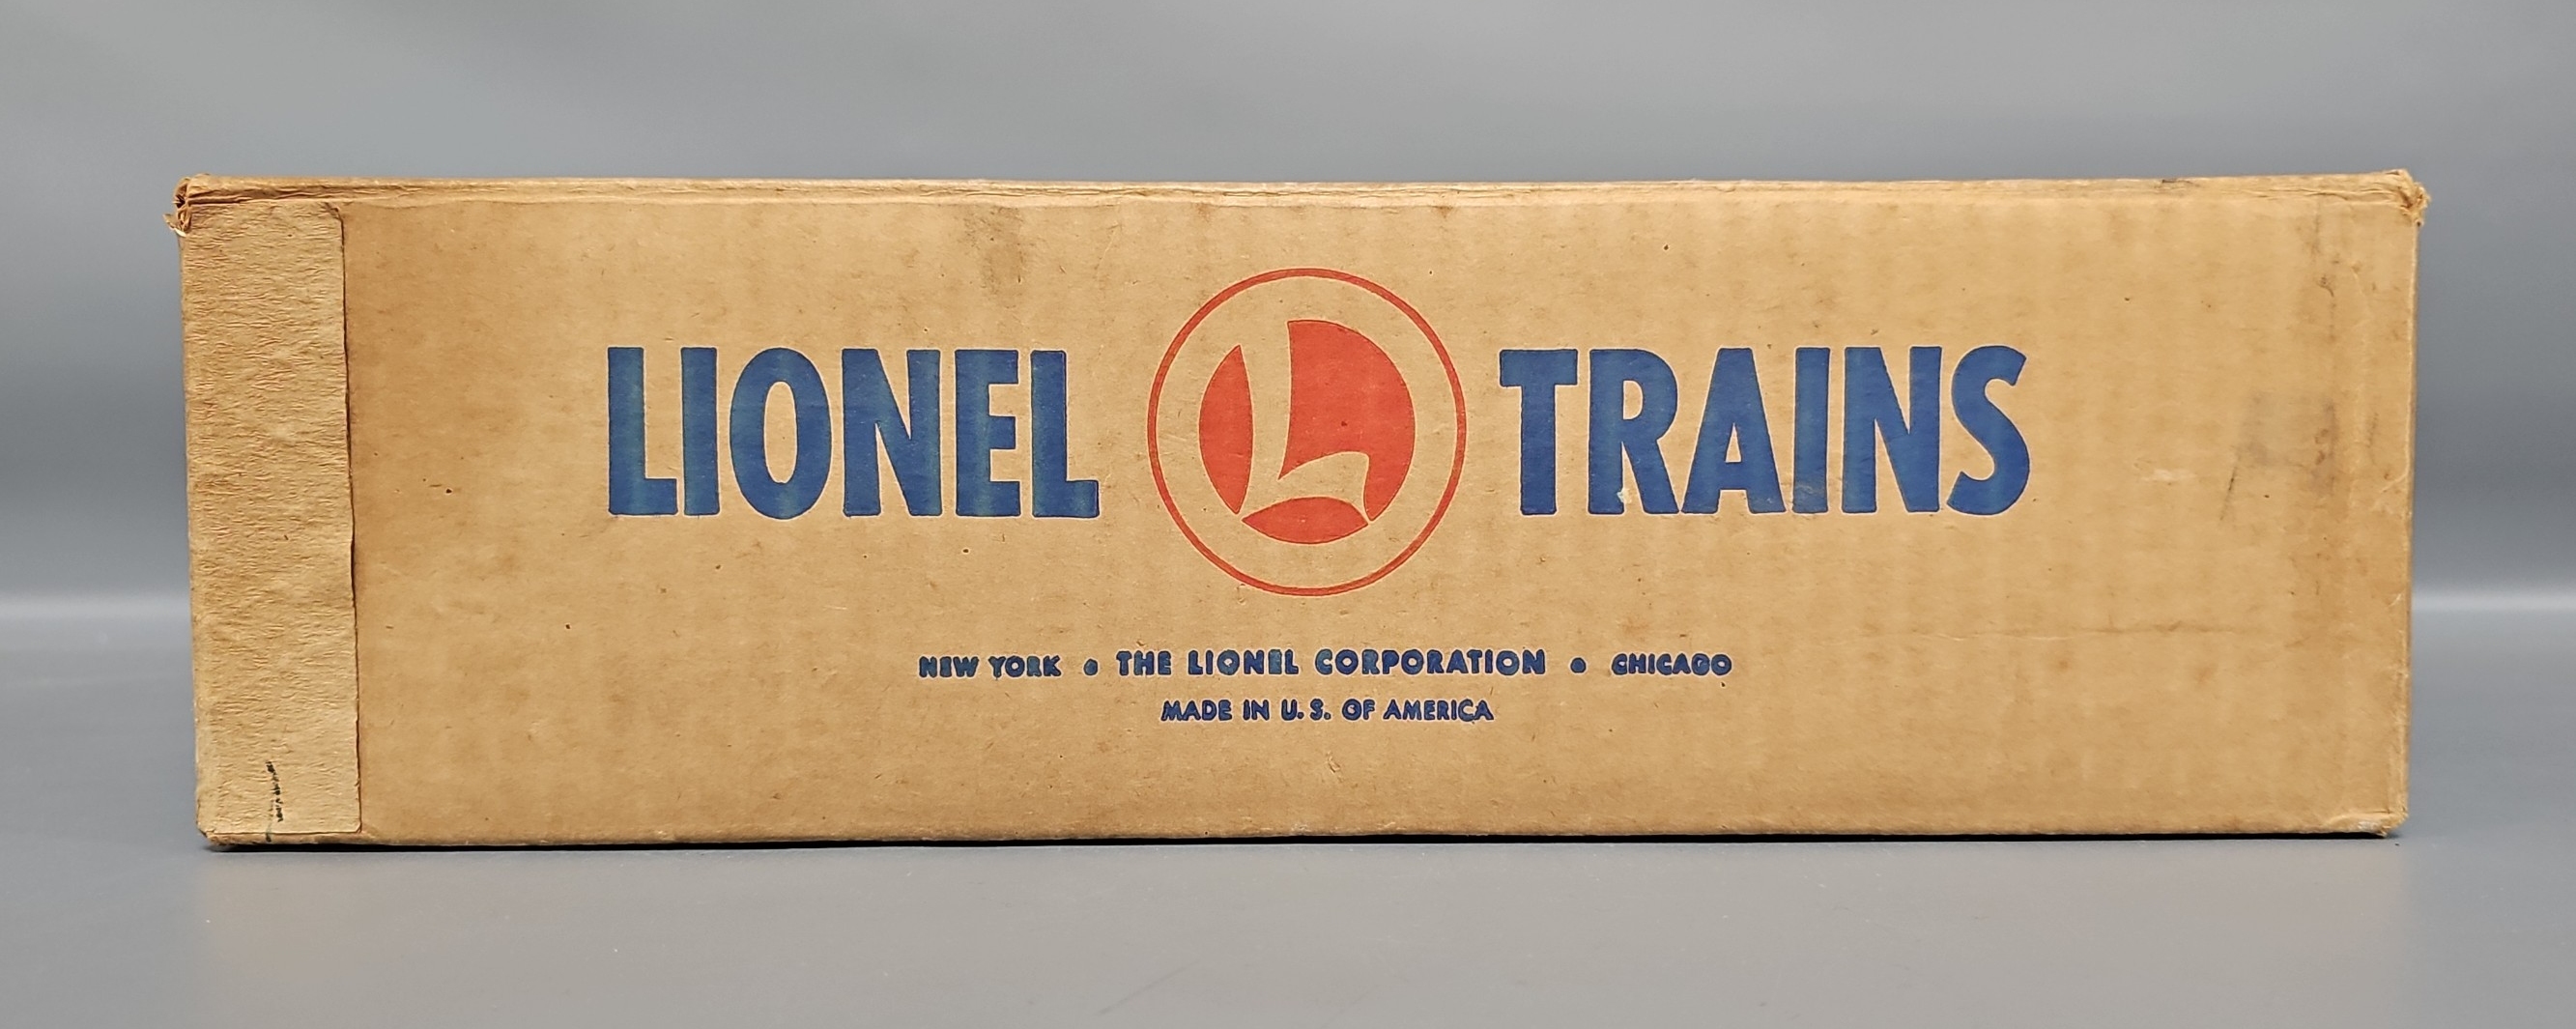 LIONEL L TRAINS
NEW YORK • THE LIONEL CORPORATION • CHICAGO
MADE IN U. S. OF AMERICA